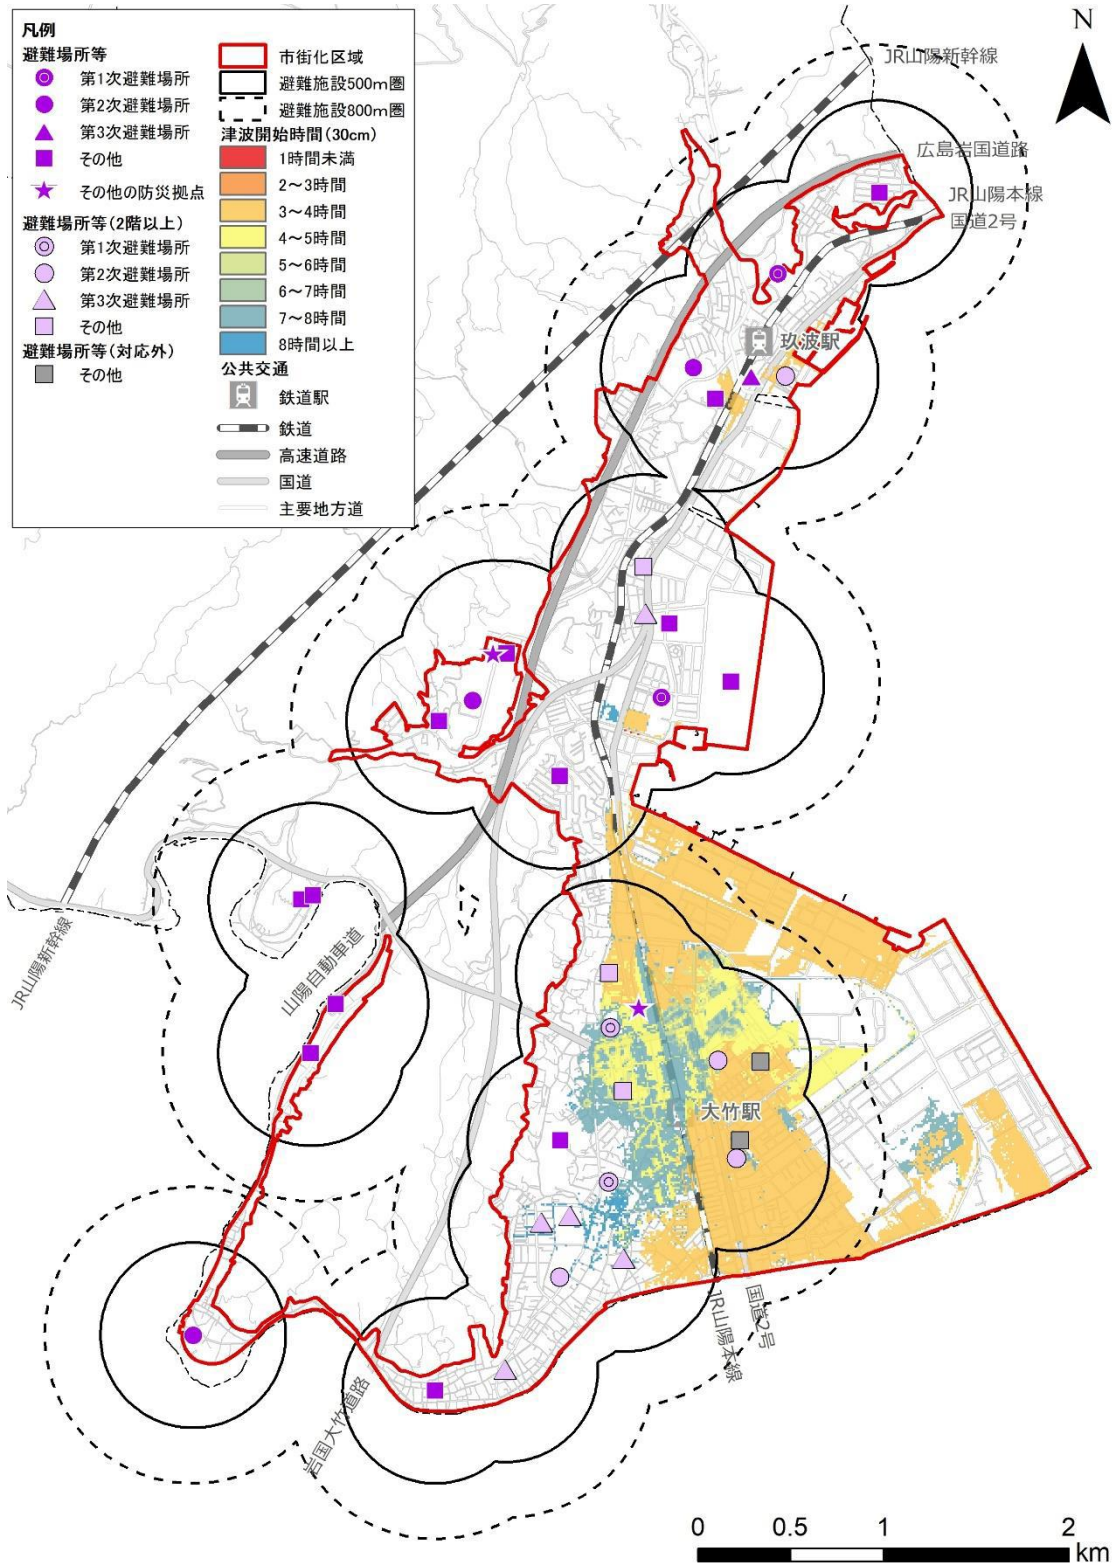 凡例
避難場所等
第1次避難場所
第2次避難場所
第3次避難場所
その他
その他の防災拠点
避難場所等(2階以上)
第1次避難場所
第2次避難場所
第3次避難場所
その他
避難場所等(対応外)
その他
市街化区域
避難施設500m圏
避難施設800m圏
津波開始時間(30cm)
1時間未満
2～3時間
3～4時間
4～5時間
5～6時間
6～7時間
7～8時間
8時間以上
公共交通
鉄道駅
鉄道
高速道路
国道
主要地方道
N
JR山陽新幹線
広島岩国道路
JR山陽本線
国道2号
玖波駅
JR山陽新幹線
山陽自動車道
大竹駅
国道2号
JR山陽本線
岩国大竹道路
0 0.5 1 2
km